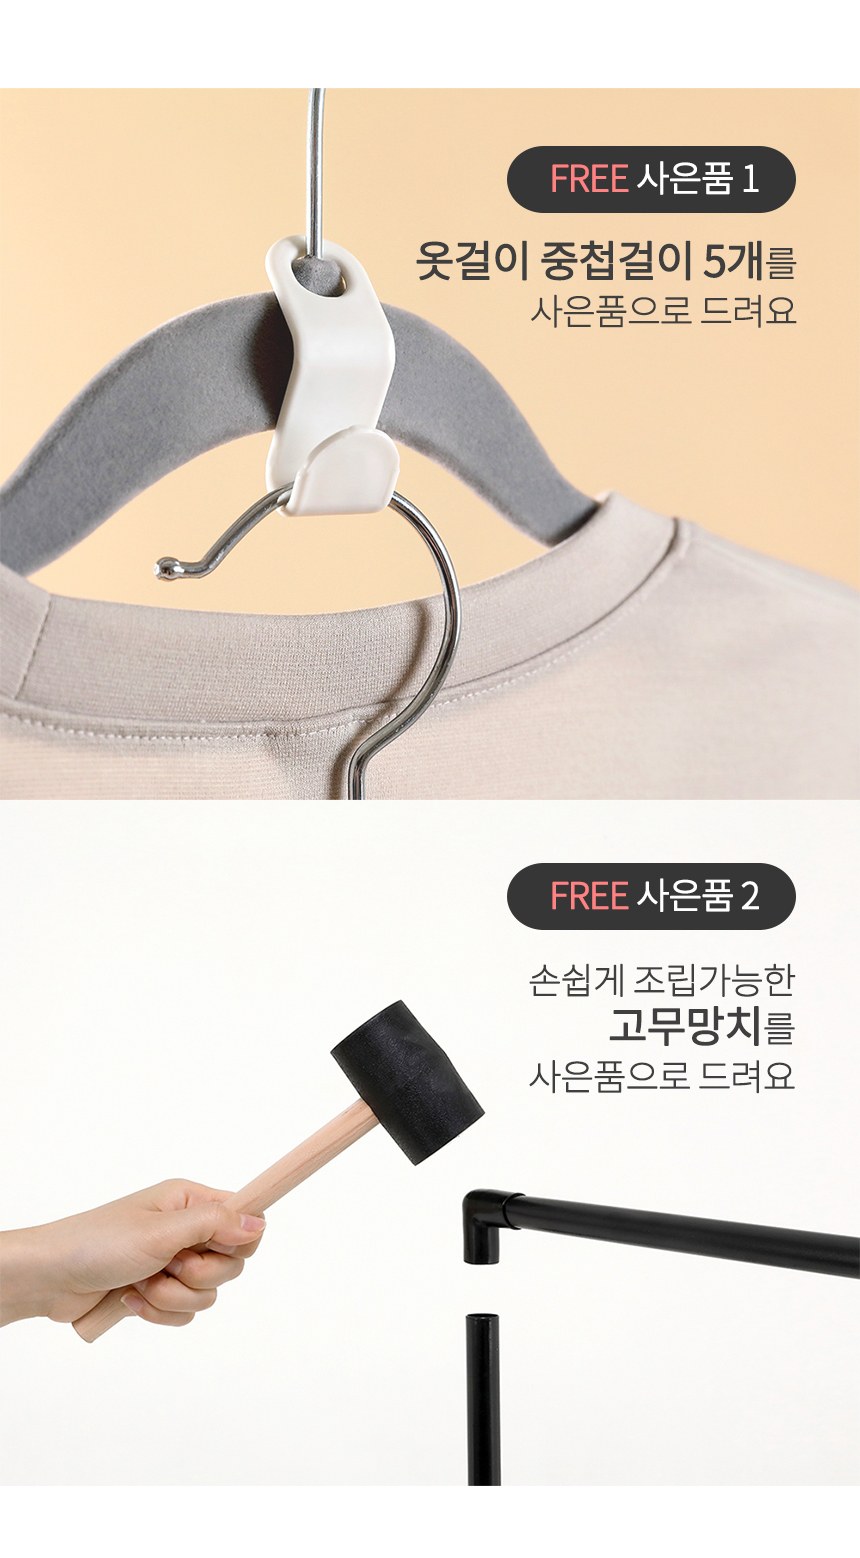 FREE 사은품 1
옷걸이 중첩걸이 5개를
사은품으로 드려요
FREE 사은품 2
손쉽게 조립가능한
고무망치를
사은품으로 드려요